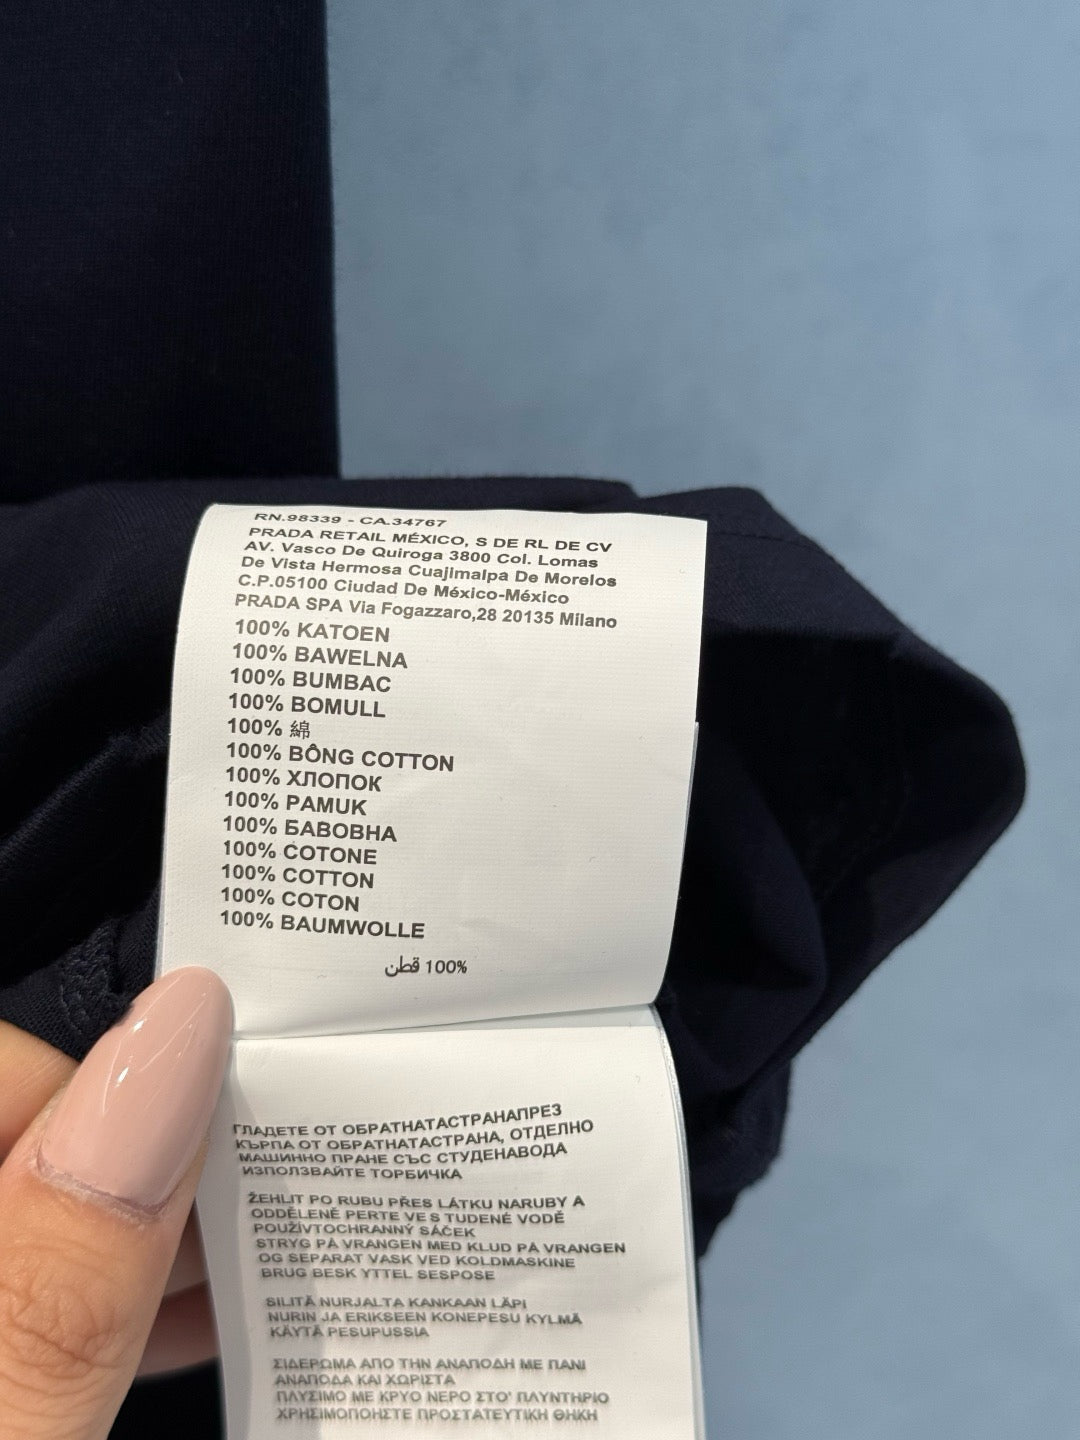 RN.98339 - CA.34767
PRADA RETAIL MÉXICO, S DE RL DE CV
AV. Vasco De Quiroga 3800 Col. Lomas
De Vista Hermosa Cuajimalpa De Morelos
C.P.05100 Ciudad De México-México
PRADA SPA Via Fogazzaro,28 20135 Milano
100% KATOEN
100% BAWELNA
100% BUMBAC
100% BOMULL
100% 綿
100% BÔNG COTTON
100% ХЛОПОК
100% PAMUK
100% БАВОВНА
100% COTONE
100% COTTON
100% COTON
100% BAUMWOLLE
100% قطن
ГЛАДЕТЕ ОТ ОБРАТНАТАСТРАНАПРЕЗ
КЪРПА ОТ ОБРАТНАТАСТРАНА, ОТДЕЛНО
МАШИННО ПРАНЕ СЪС СТУДЕНАВОДА
ИЗПОЛЗВАЙТЕ ТОРБИЧКА
ŽEHLIT PO RUBU PŘES LÁTKU NARUBY A
ODDĚLENĚ PERTE VE S TUDENÉ VODĚ
POUŽÍVTOCHRANNÝ SÁČEK
STRYG PÅ VRANGEN MED KLUD PÅ VRANGEN
OG SEPARAT VASK VED KOLDMASKINE
BRUG BESK YTTEL SESPOSE
SILITÄ NURJALTA KANKAAN LÄPI
NURIN JA ERIKSEEN KONEPESU KYLMÄ
KÄYTÄ PESUPUSSIA
ΣΙΔΕΡΩΜΑ ΑΠΟ ΤΗΝ ΑΝΑΠΟΔΗ ΜΕ ΠΑΝΙ
ΑΝΑΠΟΔΑ ΚΑΙ ΧΩΡΙΣΤΑ
ΠΛΥΣΙΜΟ ΜΕ ΚΡΥΟ ΝΕΡΟ ΣΤΟ' ΠΛΥΝΤΗΡΙΟ
ΧΡΗΣΙΜΟΠΟΗΣΤΕ ΠΡΟΣΤΑΤΕΥΤΙΚΗ ΘΗΚΗ